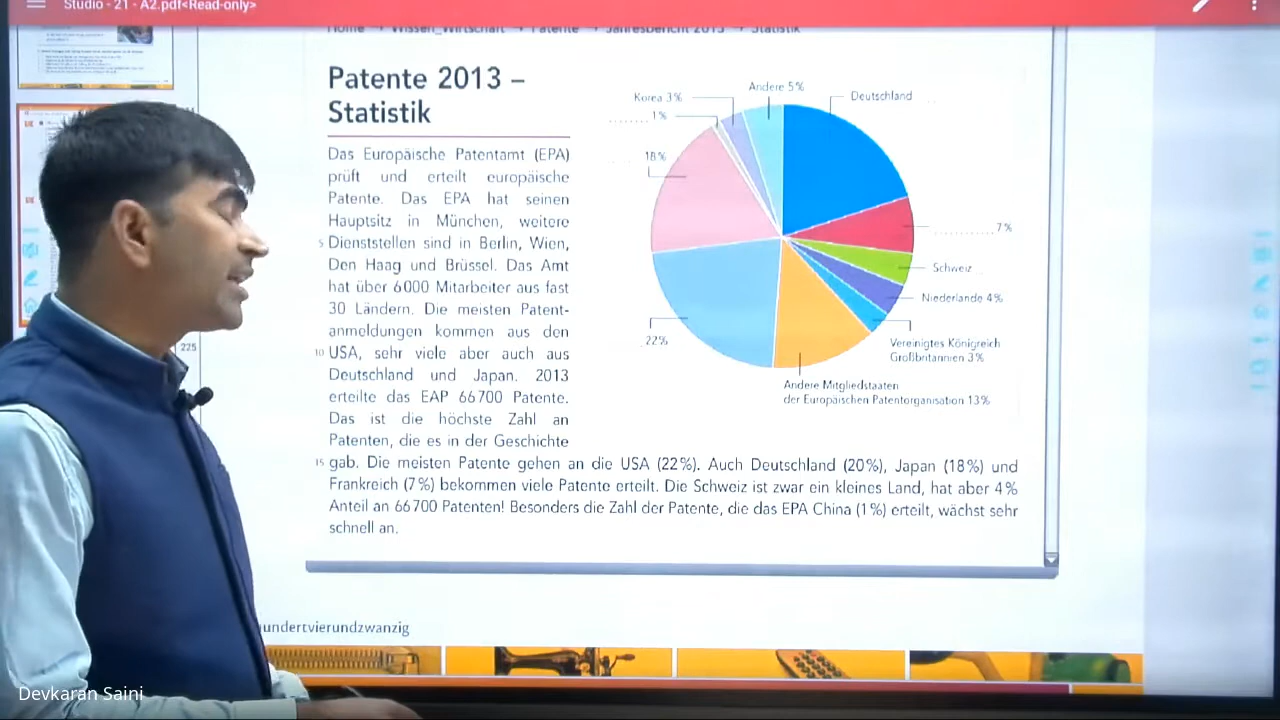 Studio - 21 - A2.pdf<Read-only>
Home → Wissen_Wirtschaft → Patente → Jahresbericht 2013 → Statistik
Patente 2013 –
Statistik
Das Europäische Patentamt (EPA)
prüft und erteilt europäische
Patente. Das EPA hat seinen
Hauptsitz in München, weitere
5 Dienststellen sind in Berlin, Wien,
Den Haag und Brüssel. Das Amt
hat über 6000 Mitarbeiter aus fast
30 Ländern. Die meisten Patent-
anmeldungen kommen aus den
10 USA, sehr viele aber auch aus
Deutschland und Japan. 2013
erteilte das EAP 66700 Patente.
Das ist die höchste Zahl an
Patenten, die es in der Geschichte
15 gab. Die meisten Patente gehen an die USA (22%). Auch Deutschland (20%), Japan (18%) und
Frankreich (7%) bekommen viele Patente erteilt. Die Schweiz ist zwar ein kleines Land, hat aber 4%
Anteil an 66700 Patenten! Besonders die Zahl der Patente, die das EPA China (1%) erteilt, wächst sehr
schnell an.
Andere 5%
Korea 3%
Deutschland
1%
18%
7%
Schweiz
Niederlande 4%
22%
Vereinigtes Königreich
Großbritannien 3%
Andere Mitgliedstaaten
der Europäischen Patentorganisation 13%
225
undertvierundzwanzig
Devkaran Saini